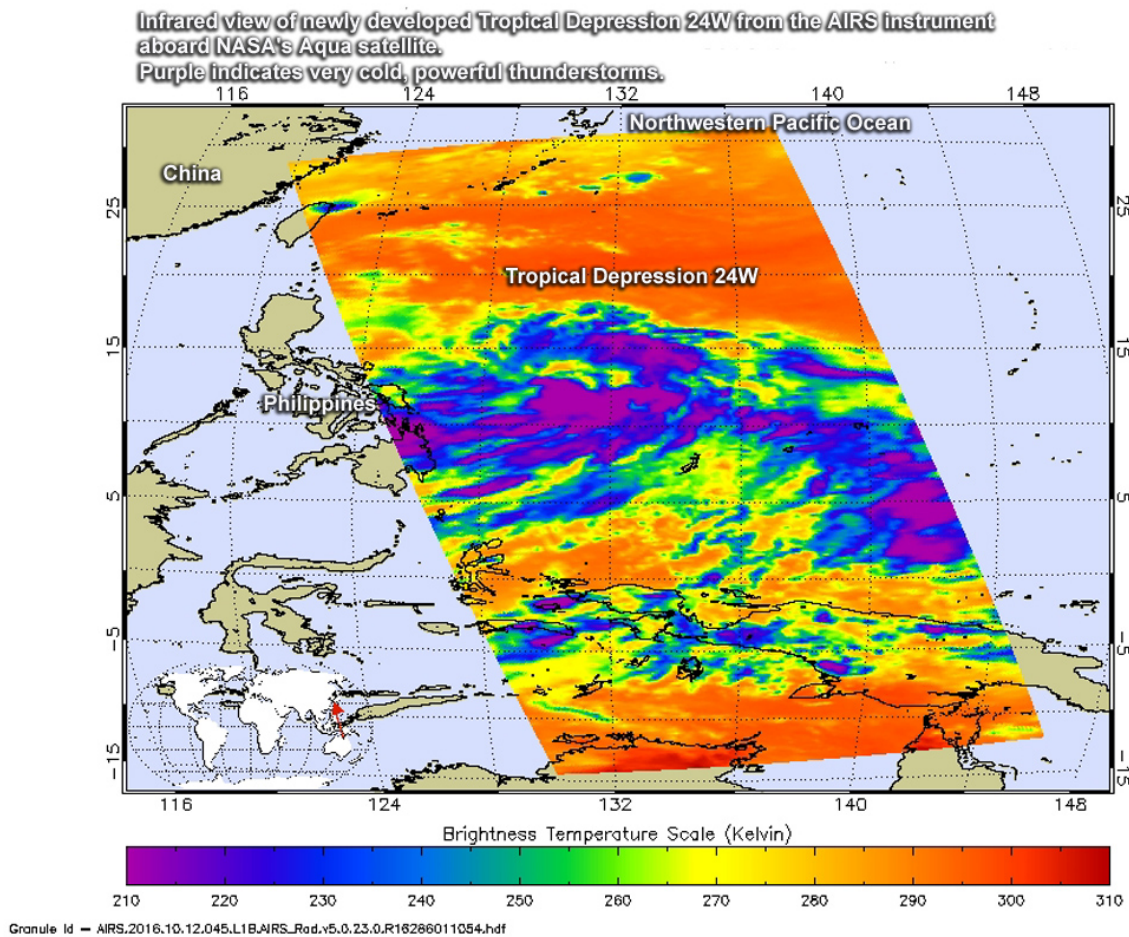 Infrared view of newly developed Tropical Depression 24W from the AIRS instrument
aboard NASA's Aqua satellite.
Purple indicates very cold, powerful thunderstorms.
116 124 132 140 148
Northwestern Pacific Ocean
China
25 25
Tropical Depression 24W
15 15
Philippines
5 5
-5 -5
-15 -15
116 124 132 140 148
Brightness Temperature Scale (Kelvin)
210 220 230 240 250 260 270 280 290 300 310
Granule Id – AIRS.2016.10.12.045.L1B.AIRS_Rad.v5.0.23.0.R16286011054.hdf